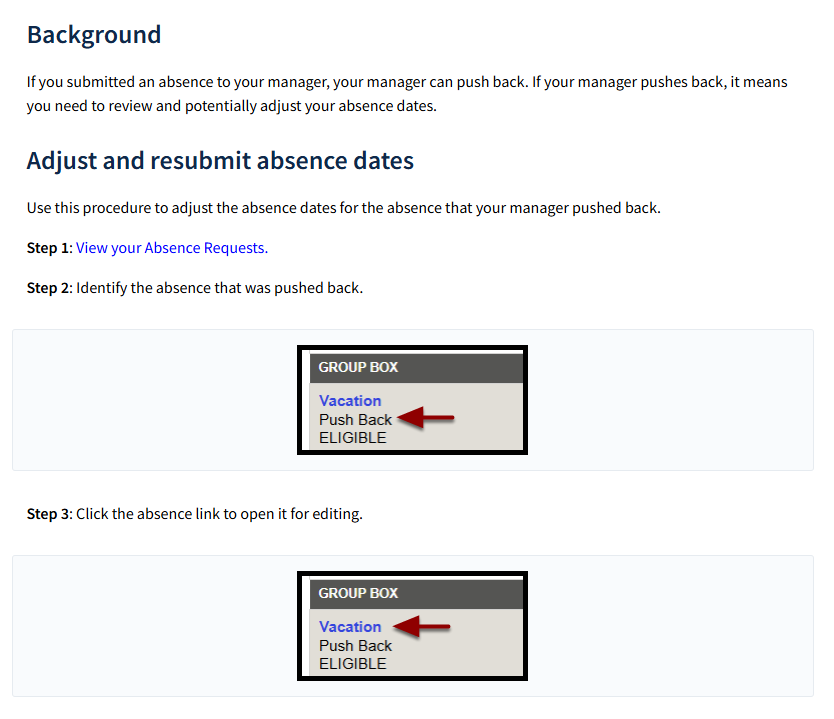 Background
If you submitted an absence to your manager, your manager can push back. If your manager pushes back, it means
you need to review and potentially adjust your absence dates.
Adjust and resubmit absence dates
Use this procedure to adjust the absence dates for the absence that your manager pushed back.
Step 1: View your Absence Requests.
Step 2: Identify the absence that was pushed back.
GROUP BOX
Vacation
Push Back
ELIGIBLE
Step 3: Click the absence link to open it for editing.
GROUP BOX
Vacation
Push Back
ELIGIBLE